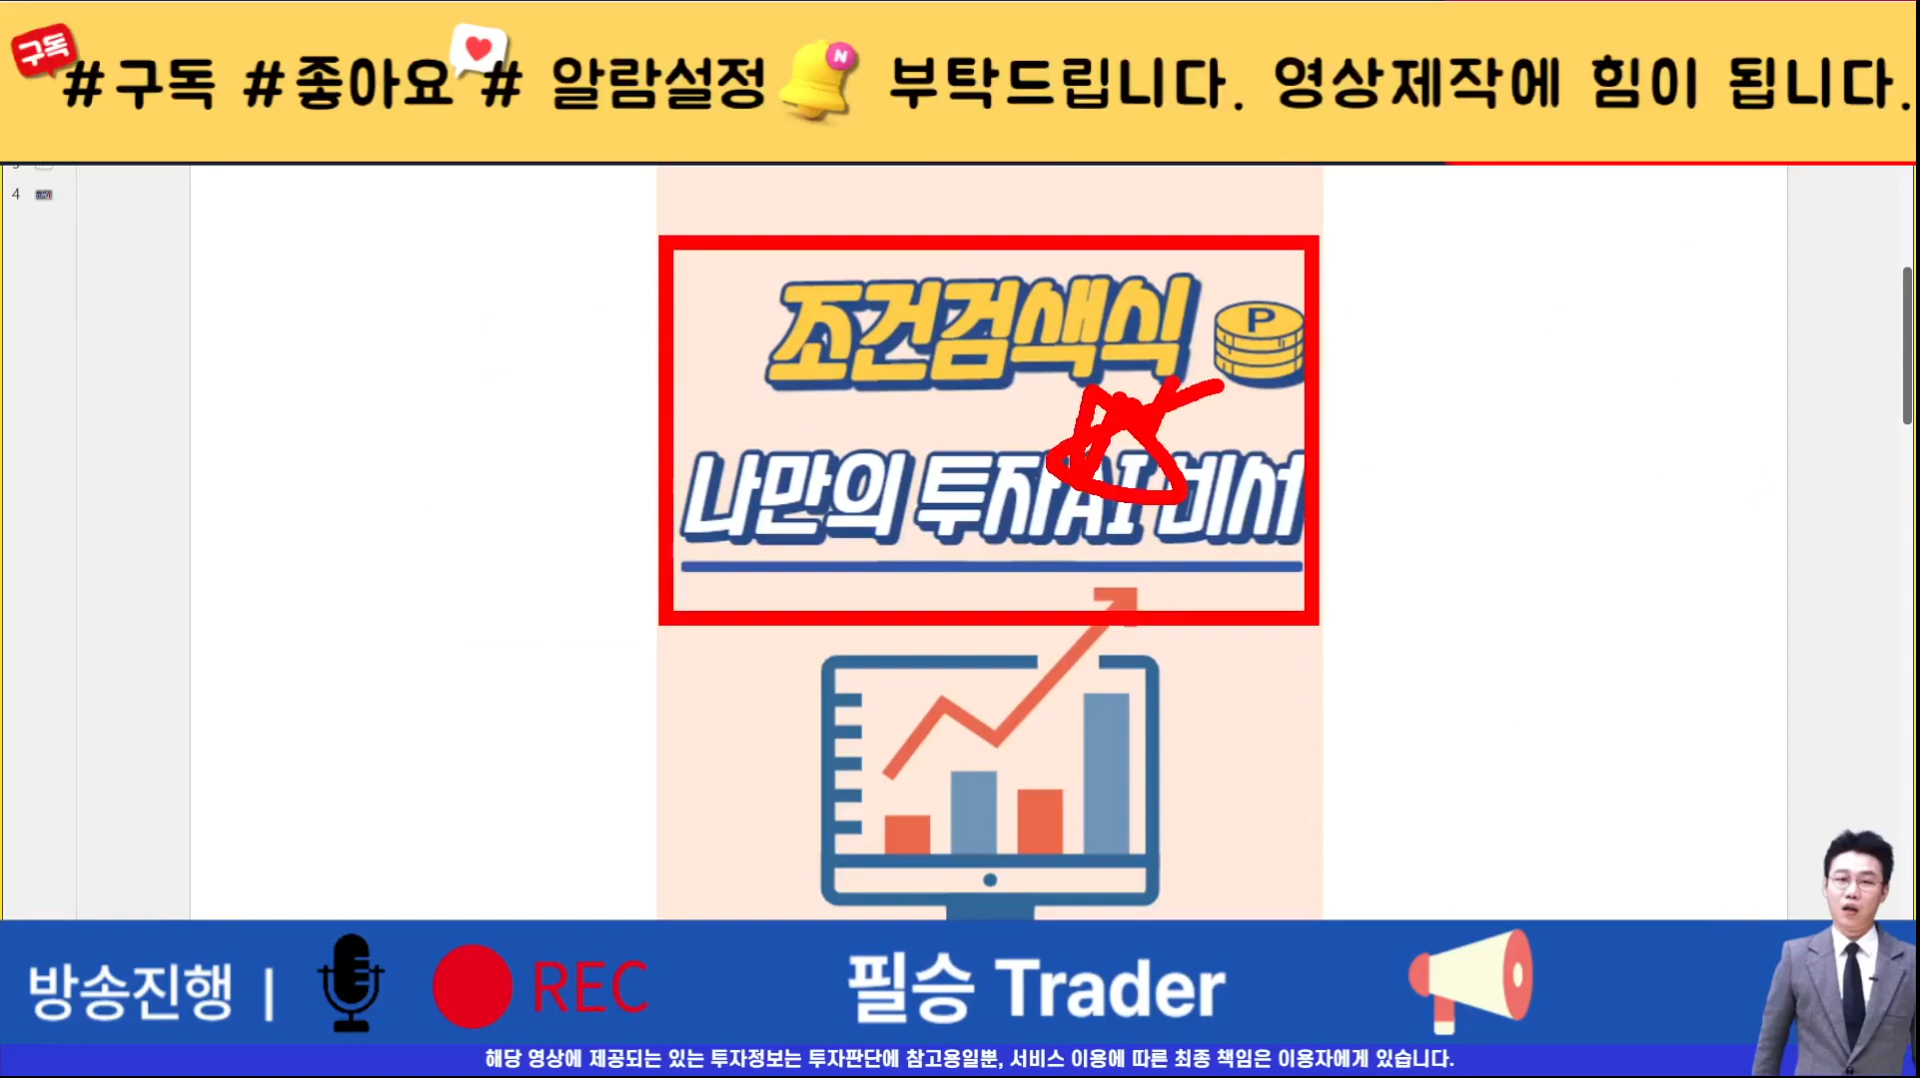 구독
#구독 #좋아요 # 알람설정 N 부탁드립니다. 영상제작에 힘이 됩니다.
4
조건검색식 P
나만의 투자AI 비서
방송진행 | REC 필승 Trader
해당 영상에 제공되는 있는 투자정보는 투자판단에 참고용일뿐, 서비스 이용에 따른 최종 책임은 이용자에게 있습니다.